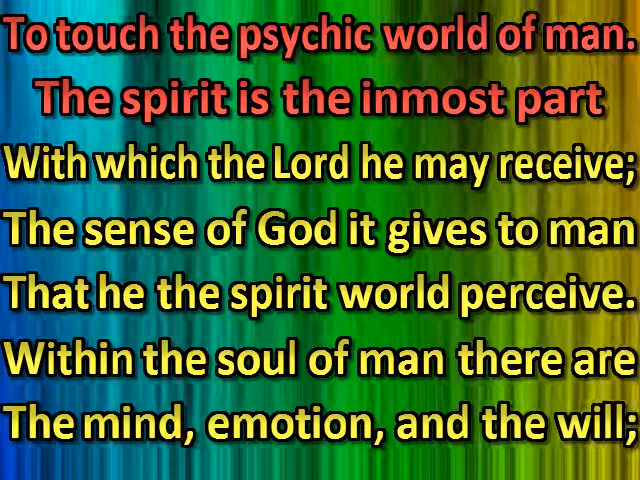 To touch the psychic world of man.
The spirit is the inmost part
With which the Lord he may receive;
The sense of God it gives to man
That he the spirit world perceive.
Within the soul of man there are
The mind, emotion, and the will;